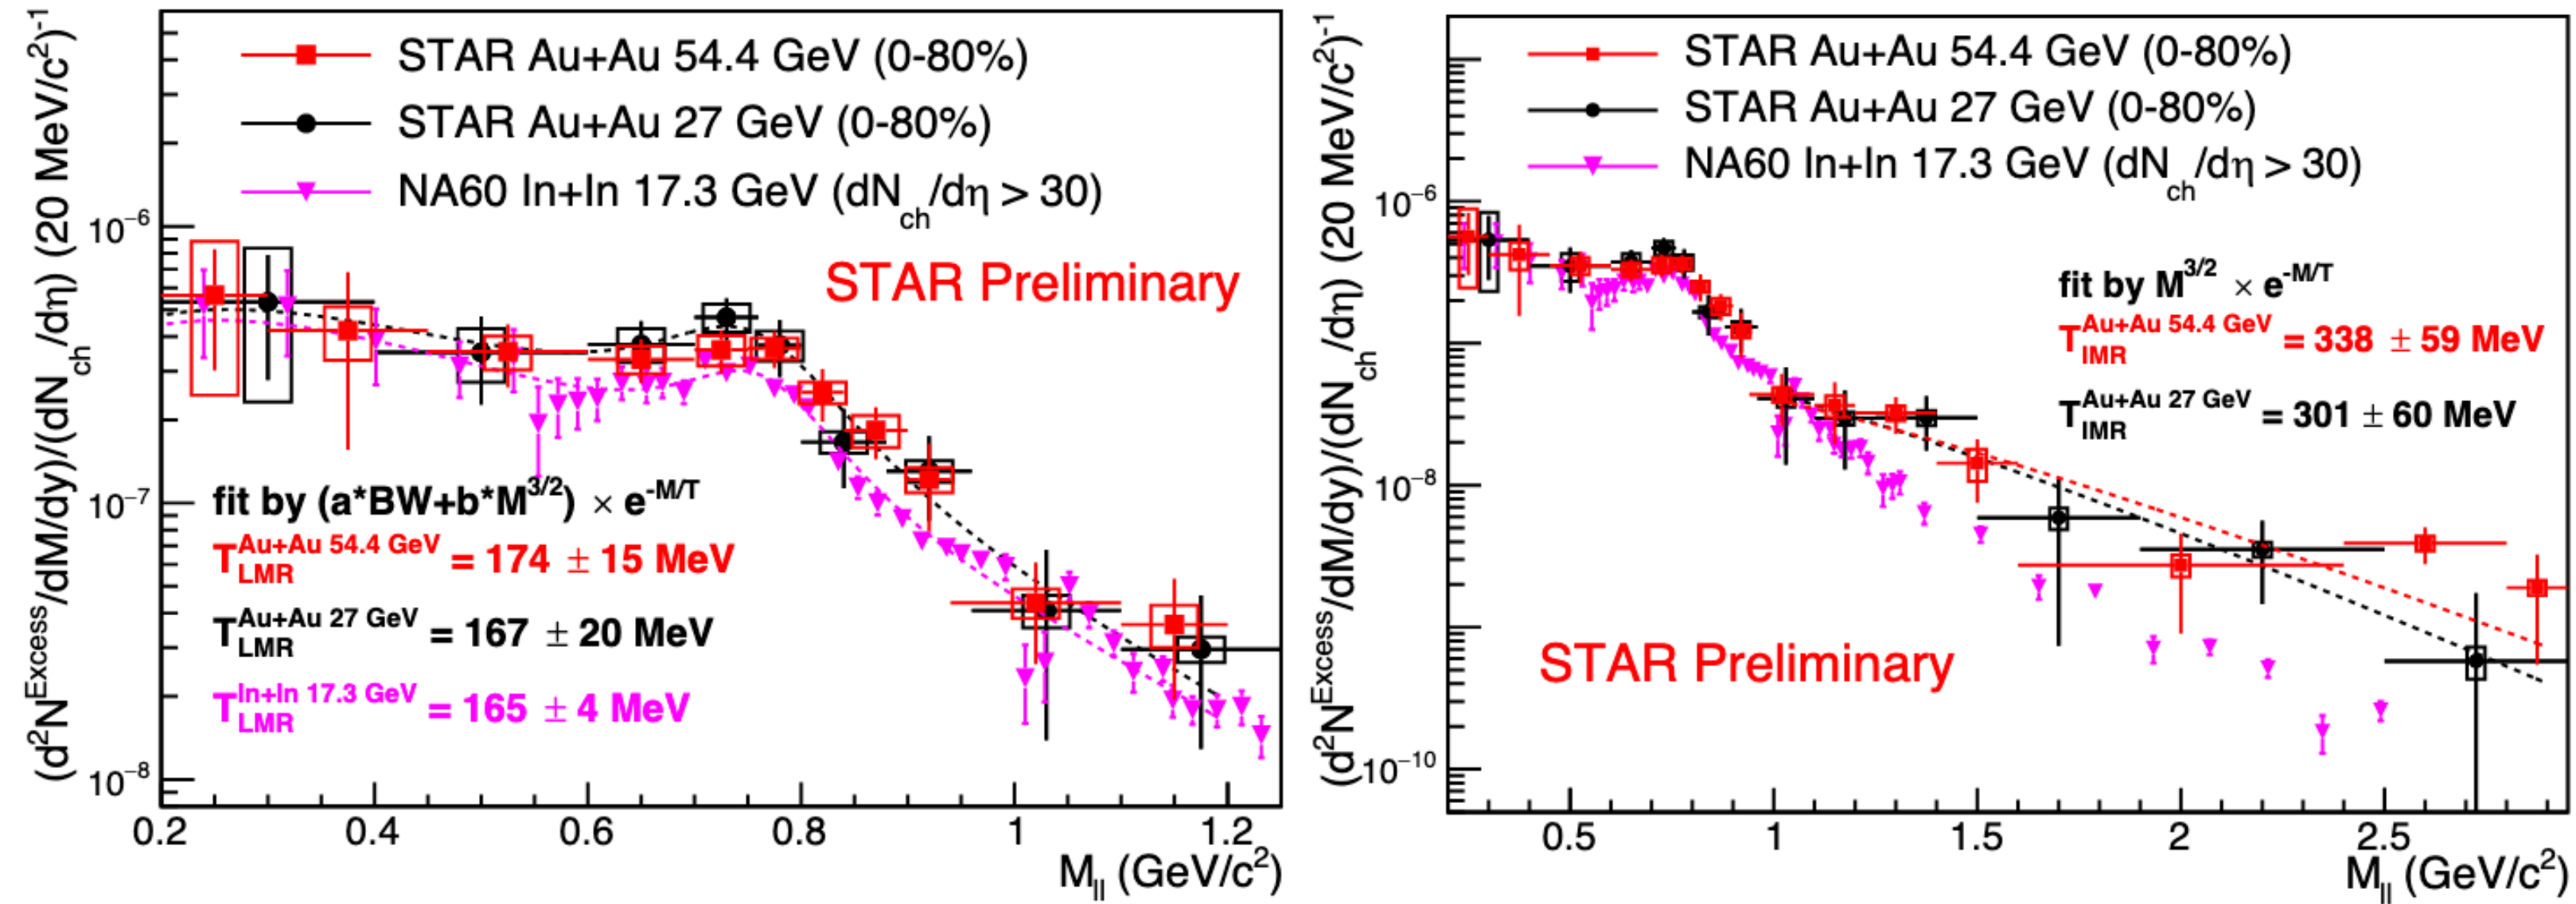 (d²N^Excess/dM/dy)/(dN_ch/dη) (20 MeV/c²)⁻¹
STAR Au+Au 54.4 GeV (0-80%)
STAR Au+Au 27 GeV (0-80%)
NA60 In+In 17.3 GeV (dN_ch/dη > 30)
10⁻⁶
STAR Preliminary
10⁻⁷
fit by (a*BW+b*M^3/2) × e^-M/T
T_LMR^Au+Au 54.4 GeV = 174 ± 15 MeV
T_LMR^Au+Au 27 GeV = 167 ± 20 MeV
T_LMR^In+In 17.3 GeV = 165 ± 4 MeV
10⁻⁸
0.2 0.4 0.6 0.8 1 1.2
M_ll (GeV/c²)
(d²N^Excess/dM/dy)/(dN_ch/dη) (20 MeV/c²)⁻¹
STAR Au+Au 54.4 GeV (0-80%)
STAR Au+Au 27 GeV (0-80%)
NA60 In+In 17.3 GeV (dN_ch/dη > 30)
10⁻⁶
fit by M^3/2 × e^-M/T
T_IMR^Au+Au 54.4 GeV = 338 ± 59 MeV
T_IMR^Au+Au 27 GeV = 301 ± 60 MeV
10⁻⁸
STAR Preliminary
10⁻¹⁰
0.5 1 1.5 2 2.5
M_ll (GeV/c²)